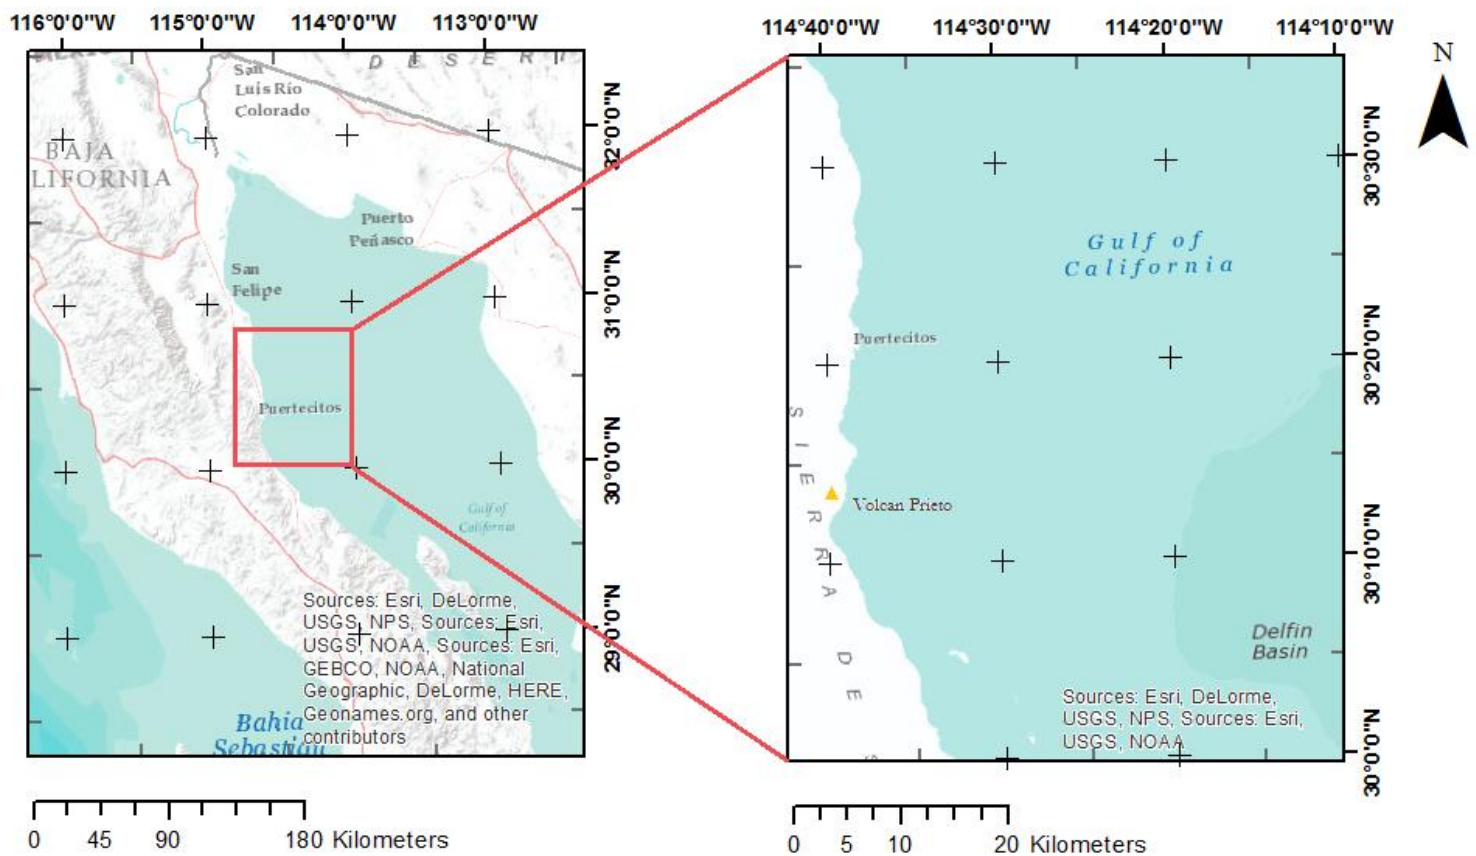 116°0'0"W 115°0'0"W 114°0'0"W 113°0'0"W
DESERT
San
Luis Río
Colorado
BAJA
LIFORNIA
Puerto
Peñasco
San
Felipe
Puertecitos
Gulf of
California
Sources: Esri, DeLorme,
USGS, NPS, Sources: Esri,
USGS, NOAA, Sources: Esri,
GEBCO, NOAA, National
Geographic, DeLorme, HERE,
Geonames.org, and other
contributors
Bahia
Sebastian
32°0'0"N
31°0'0"N
30°0'0"N
29°0'0"N
0 45 90 180 Kilometers
114°40'0"W 114°30'0"W 114°20'0"W 114°10'0"W
N
Gulf of
California
Puertecitos
Volcan Prieto
SIERRA DE S
Delfin
Basin
Sources: Esri, DeLorme,
USGS, NPS, Sources: Esri,
USGS, NOAA
30°30'0"N
30°20'0"N
30°10'0"N
30°0'0"N
0 5 10 20 Kilometers